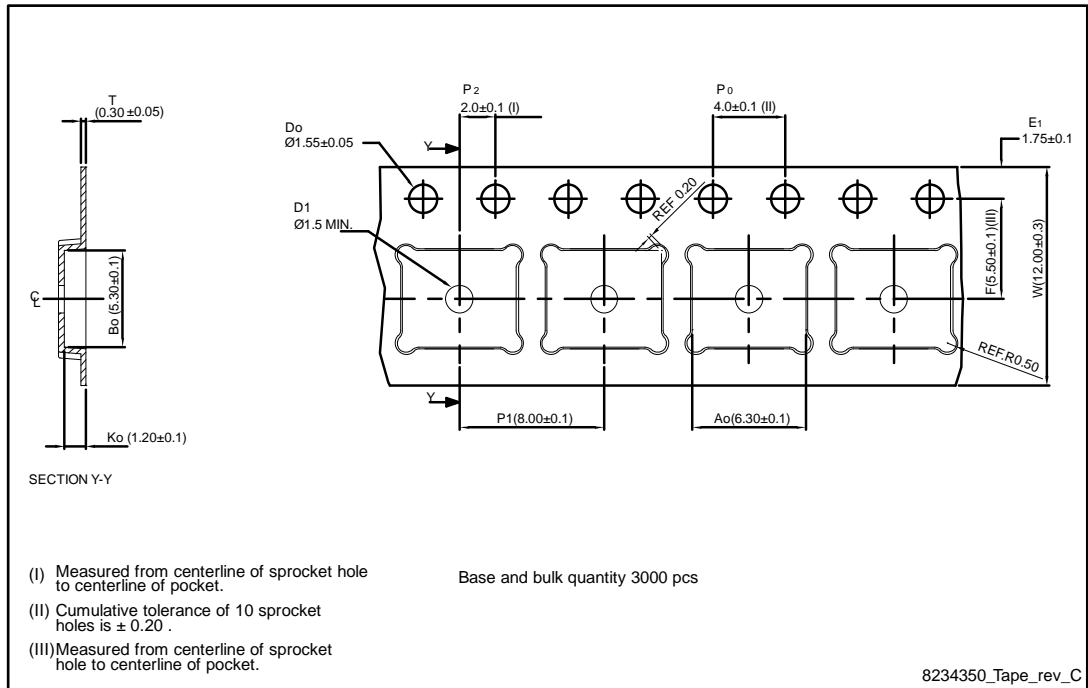 P2
2.0±0.1 (I)
P0
4.0±0.1 (II)
T
(0.30 ±0.05)
Do
Ø1.55±0.05
Y
E1
1.75±0.1
D1
Ø1.5 MIN.
REF 0.20
F(5.50±0.1)(III)
W(12.00±0.3)
CL
Bo (5.30±0.1)
REF.R0.50
Y
P1(8.00±0.1)
Ao(6.30±0.1)
Ko (1.20±0.1)
SECTION Y-Y
(I) Measured from centerline of sprocket hole
to centerline of pocket.
Base and bulk quantity 3000 pcs
(II) Cumulative tolerance of 10 sprocket
holes is ± 0.20 .
(III) Measured from centerline of sprocket
hole to centerline of pocket.
8234350_Tape_rev_C